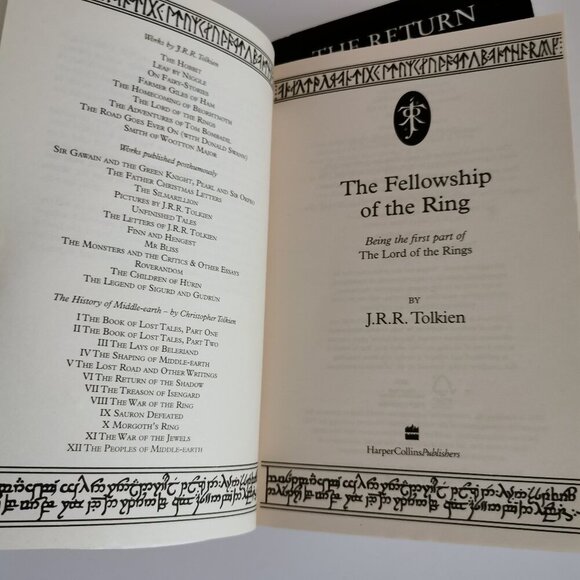 THE RETURN
Works by J.R.R. Tolkien
THE HOBBIT
LEAF BY NIGGLE
ON FAIRY-STORIES
FARMER GILES OF HAM
THE HOMECOMING OF BEORHTNOTH
THE LORD OF THE RINGS
THE ADVENTURES OF TOM BOMBADIL
THE ROAD GOES EVER ON (WITH DONALD SWANN)
SMITH OF WOOTTON MAJOR
Works published posthumously
SIR GAWAIN AND THE GREEN KNIGHT, PEARL AND SIR ORFEO
THE FATHER CHRISTMAS LETTERS
THE SILMARILLION
PICTURES BY J.R.R. TOLKIEN
UNFINISHED TALES
THE LETTERS OF J.R.R. TOLKIEN
FINN AND HENGEST
MR BLISS
THE MONSTERS AND THE CRITICS & OTHER ESSAYS
ROVERANDOM
THE CHILDREN OF HÚRIN
THE LEGEND OF SIGURD AND GUDRÚN
The History of Middle-earth – by Christopher Tolkien
I THE BOOK OF LOST TALES, PART ONE
II THE BOOK OF LOST TALES, PART TWO
III THE LAYS OF BELERIAND
IV THE SHAPING OF MIDDLE-EARTH
V THE LOST ROAD AND OTHER WRITINGS
VI THE RETURN OF THE SHADOW
VII THE TREASON OF ISENGARD
VIII THE WAR OF THE RING
IX SAURON DEFEATED
X MORGOTH'S RING
XI THE WAR OF THE JEWELS
XII THE PEOPLES OF MIDDLE-EARTH
The Fellowship
of the Ring
Being the first part of
The Lord of the Rings
BY
J.R.R. Tolkien
HarperCollinsPublishers